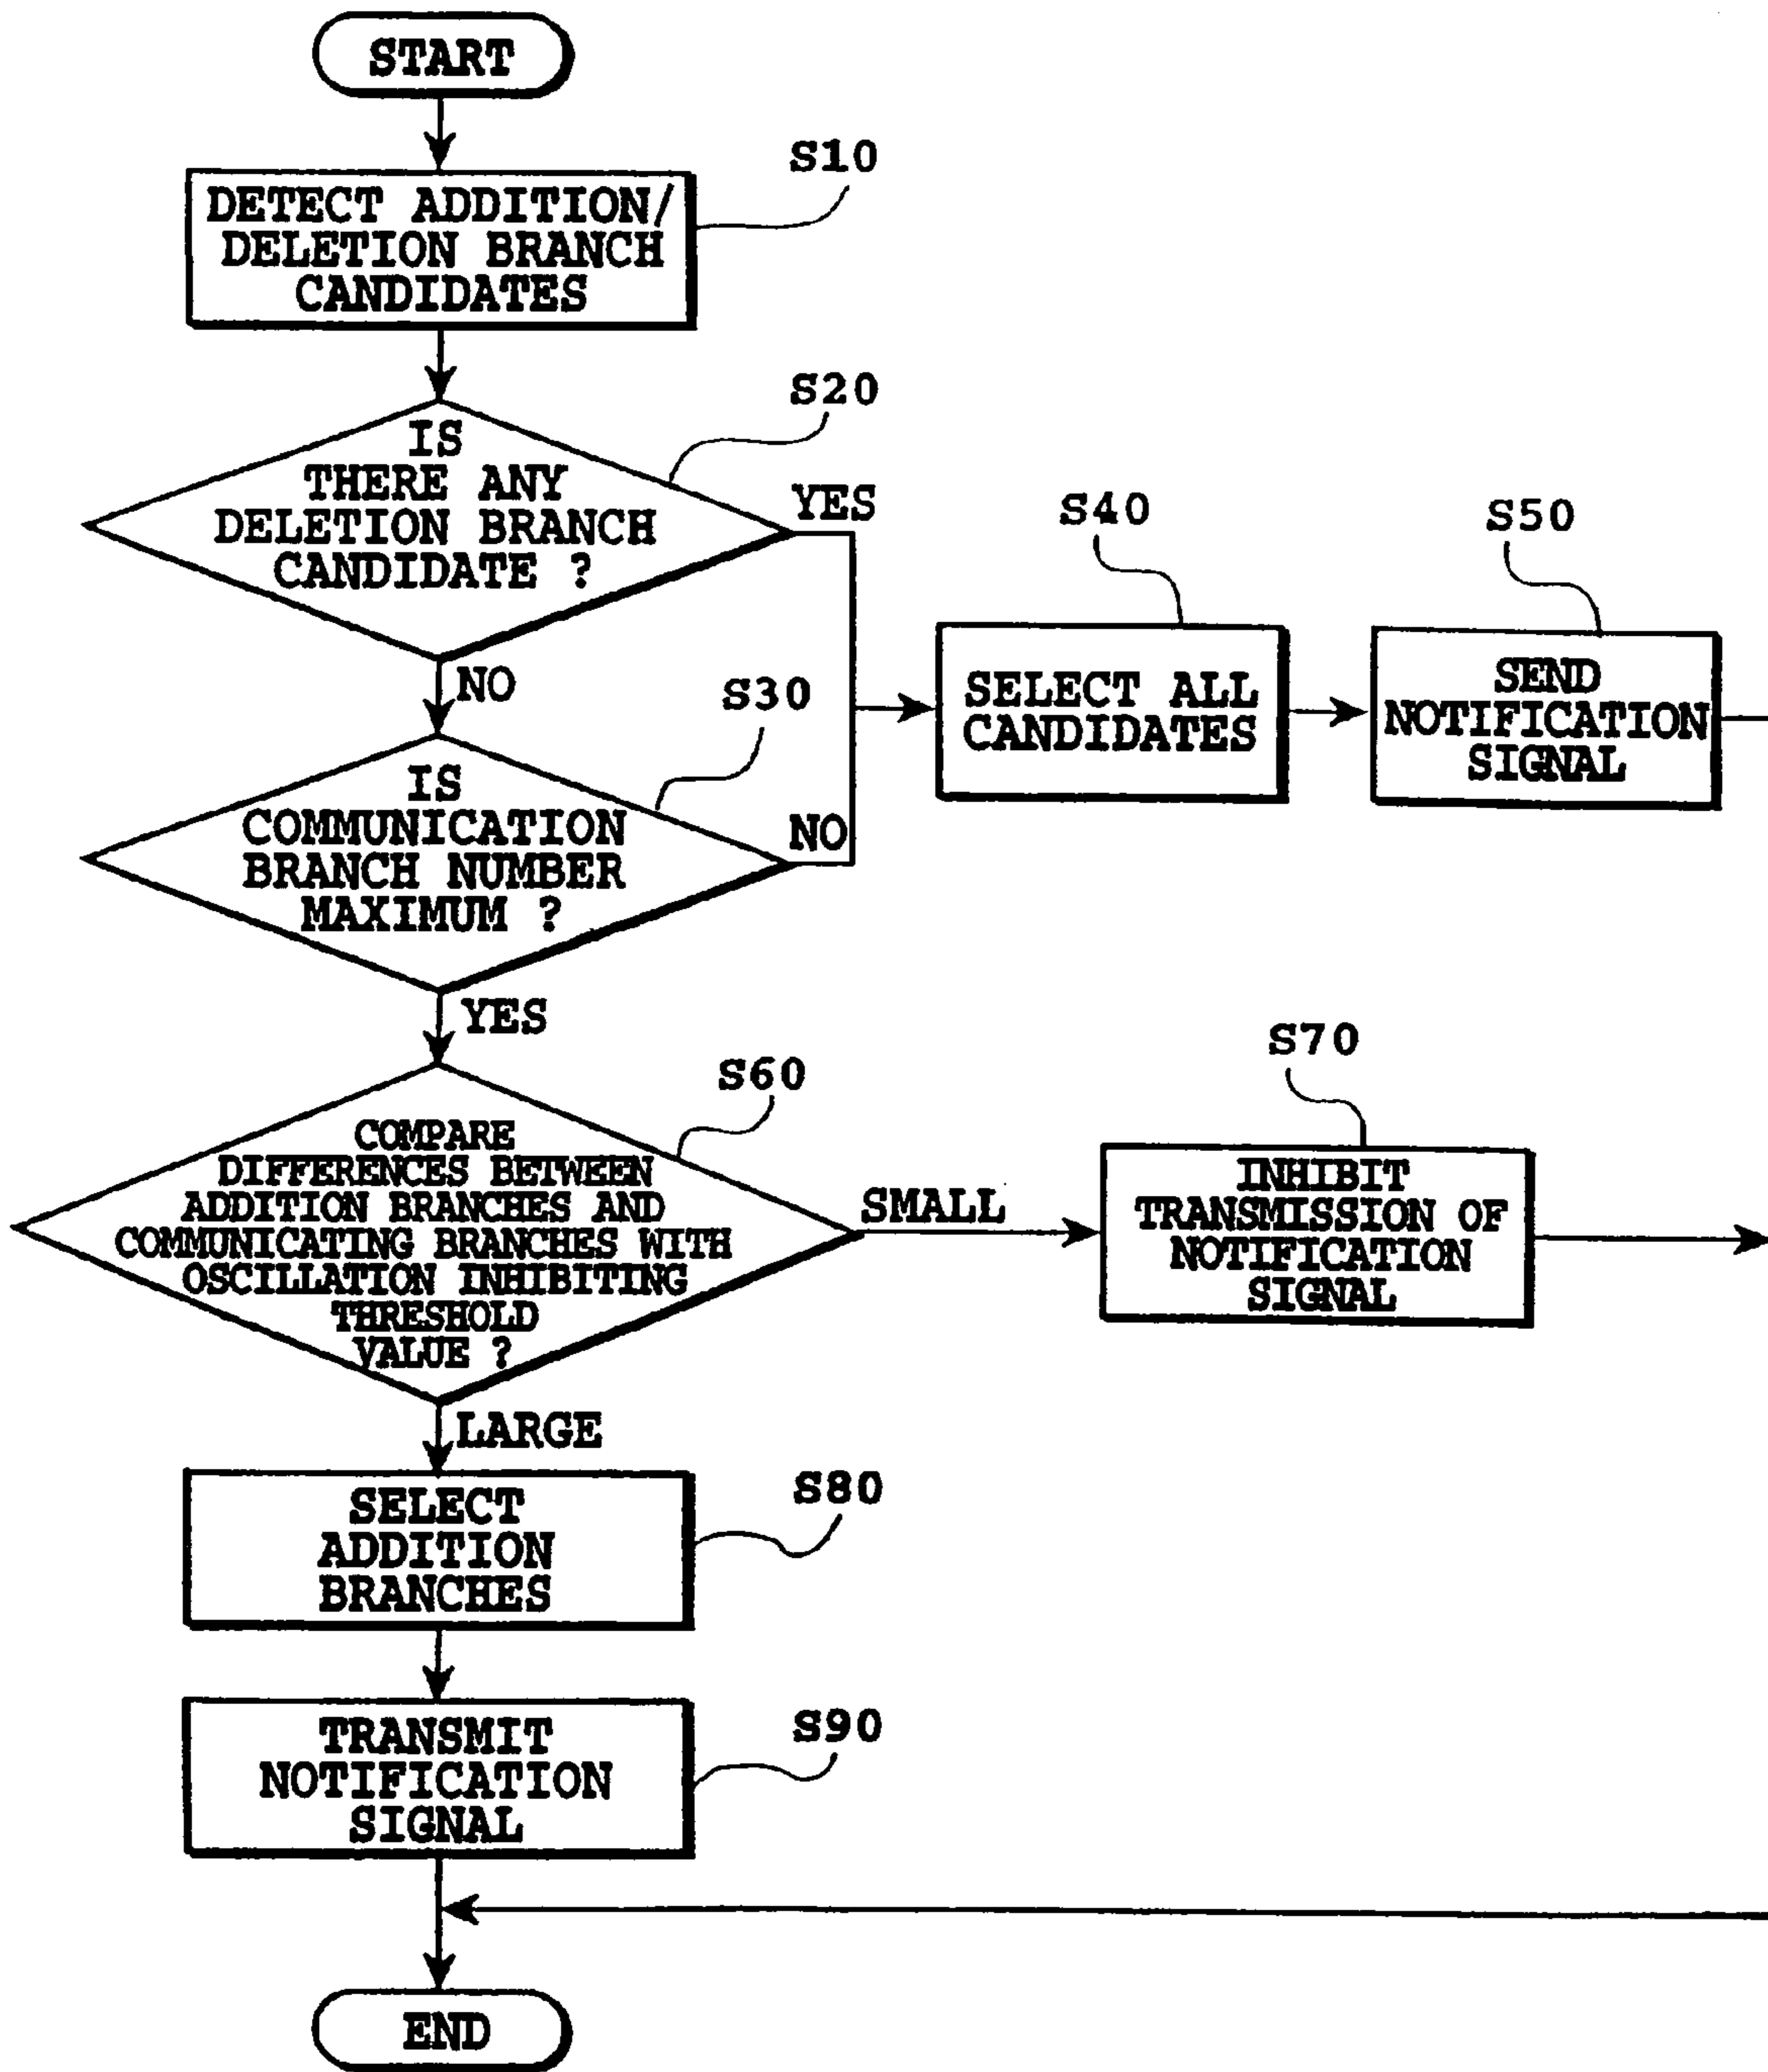 START
S10
DETECT ADDITION/
DELETION BRANCH
CANDIDATES
S20
IS
THERE ANY
DELETION BRANCH
CANDIDATE ?
YES
NO
S40
SELECT ALL
CANDIDATES
S50
SEND
NOTIFICATION
SIGNAL
S30
IS
COMMUNICATION
BRANCH NUMBER
MAXIMUM ?
NO
YES
S60
COMPARE
DIFFERENCES BETWEEN
ADDITION BRANCHES AND
COMMUNICATING BRANCHES WITH
OSCILLATION INHIBITING
THRESHOLD
VALUE ?
SMALL
S70
INHIBIT
TRANSMISSION OF
NOTIFICATION
SIGNAL
LARGE
S80
SELECT
ADDITION
BRANCHES
S90
TRANSMIT
NOTIFICATION
SIGNAL
END